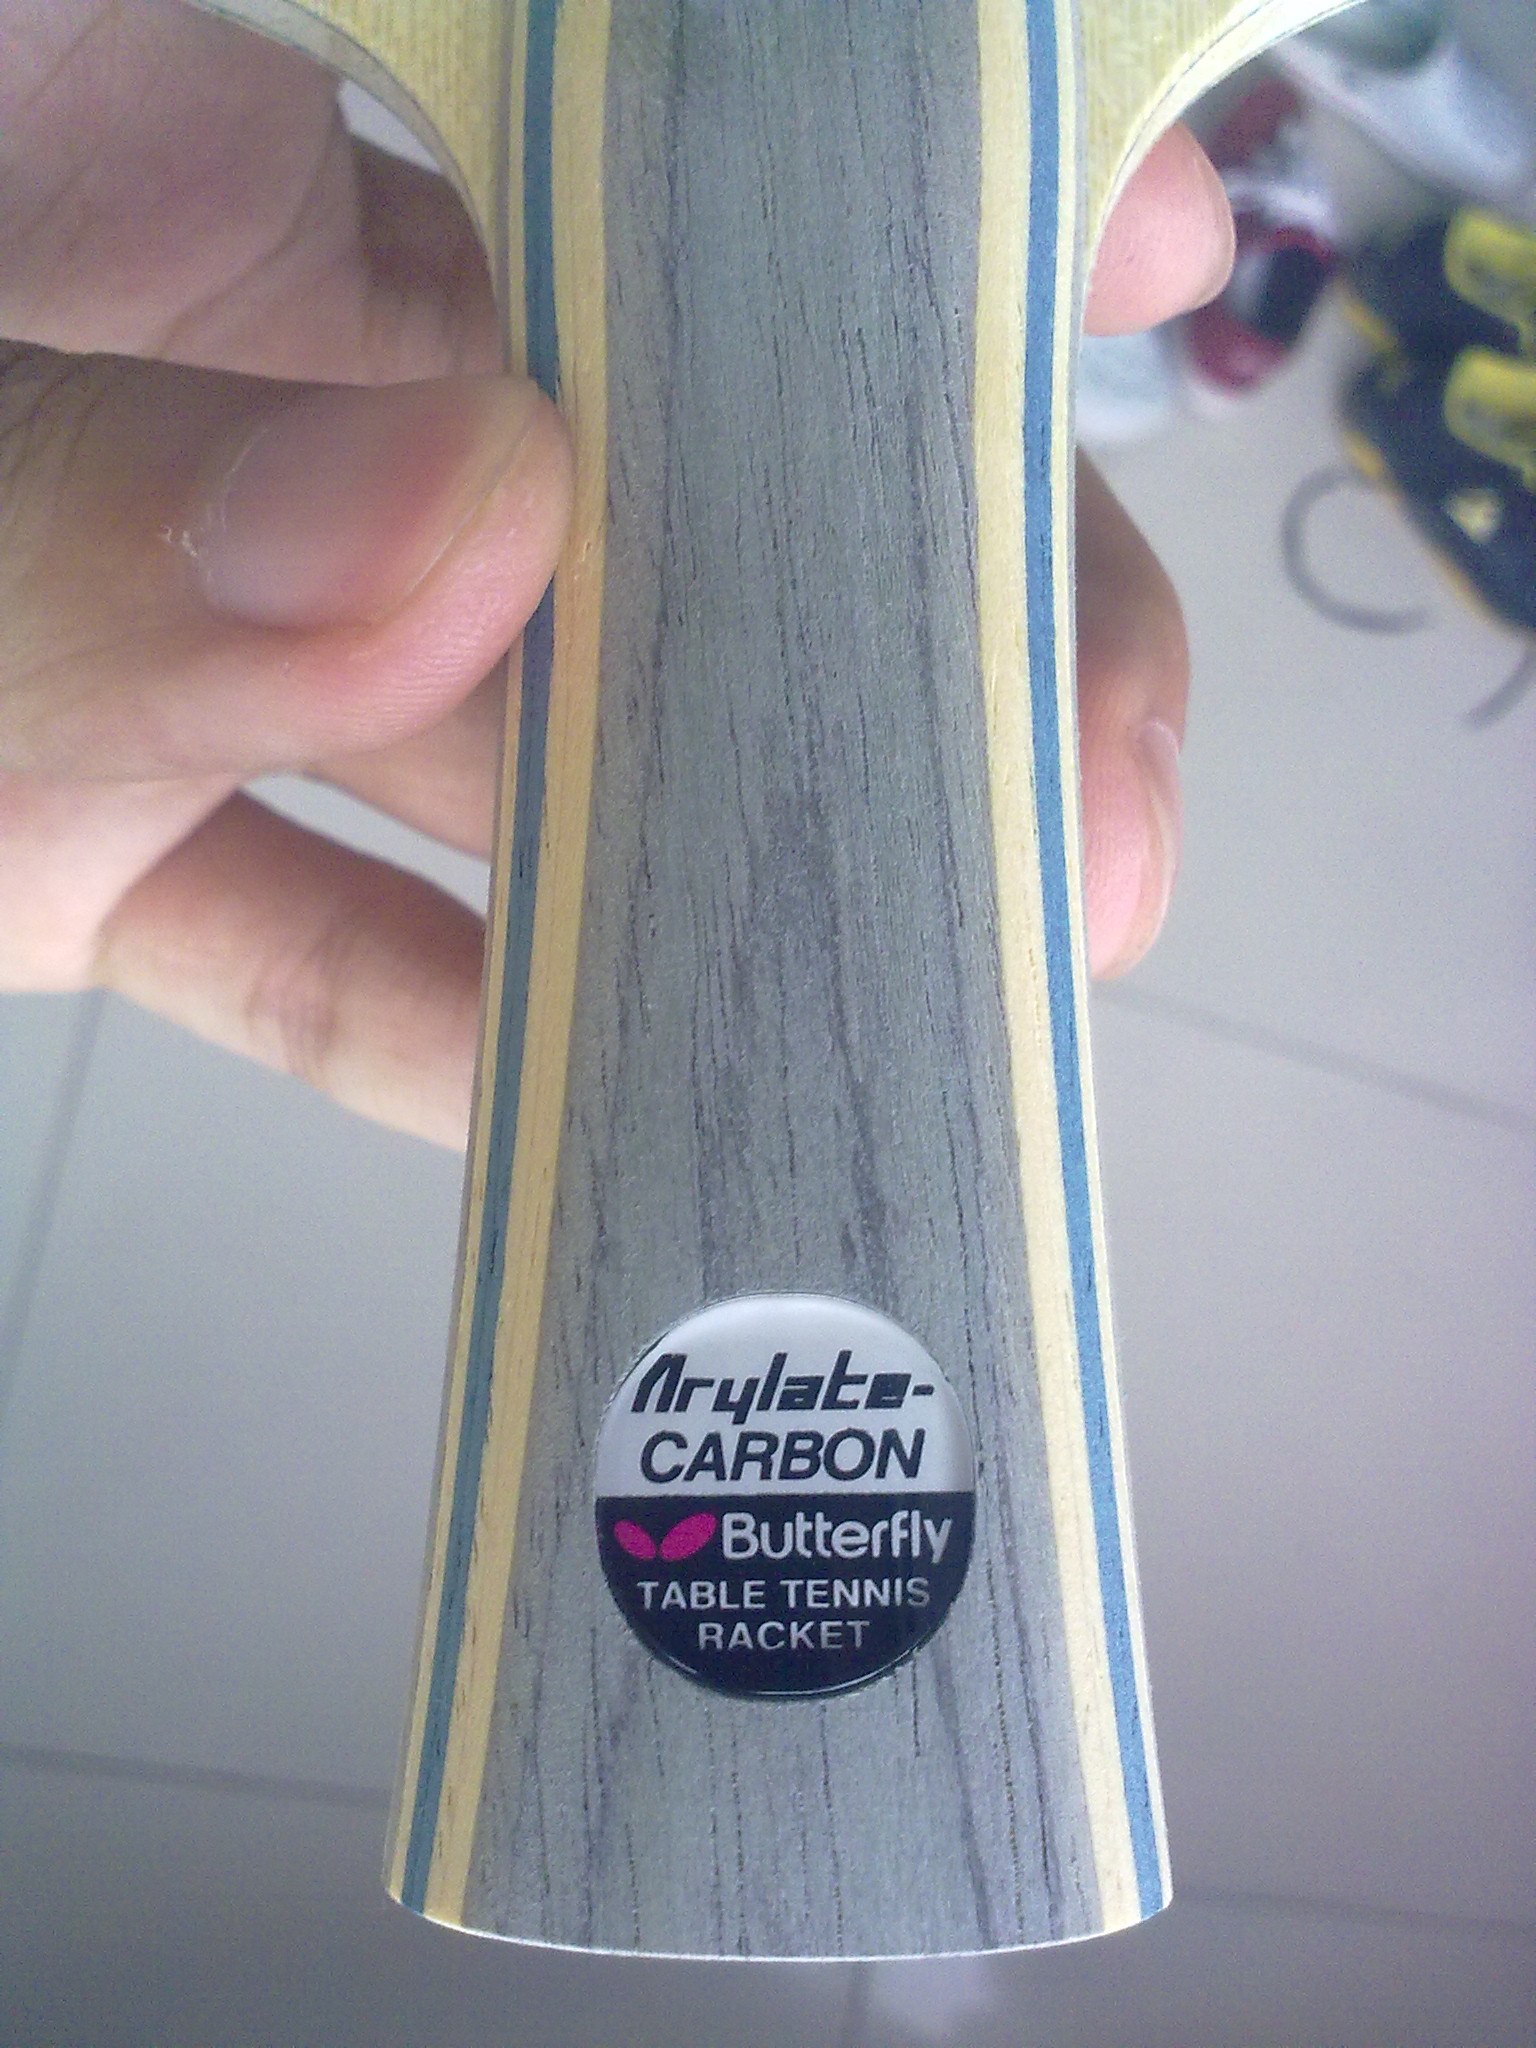 Arylate-
CARBON
Butterfly
TABLE TENNIS
RACKET